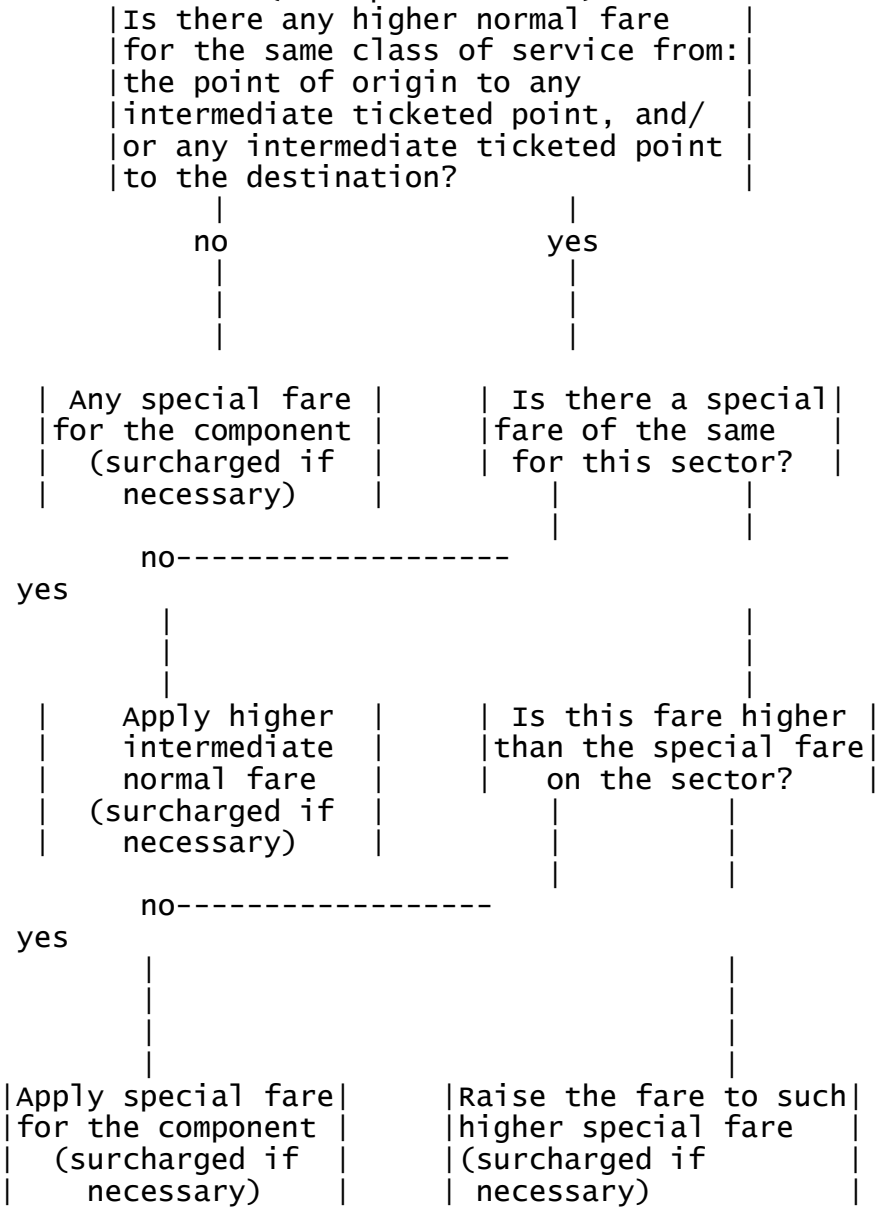 |Is there any higher normal fare     |
|for the same class of service from:|
|the point of origin to any          |
|intermediate ticketed point, and/   |
|or any intermediate ticketed point |
|to the destination?                 |
|                    |
no                   yes
|                    |
|                    |
|                    |
| Any special fare |     | Is there a special|
|for the component |     |fare of the same   |
|  (surcharged if  |     | for this sector?  |
|    necessary)    |         |          |
|          |
no-------------------
yes
|                                  |
|                                  |
|                                  |
|    Apply higher  |     | Is this fare higher |
|    intermediate  |     |than the special fare|
|    normal fare   |     |   on the sector?    |
|  (surcharged if  |         |         |
|    necessary)    |         |         |
|         |
no------------------
yes
|                                  |
|                                  |
|                                  |
|                                  |
|Apply special fare|     |Raise the fare to such|
|for the component |     |higher special fare   |
|  (surcharged if  |     |(surcharged if        |
|    necessary)    |     | necessary)           |